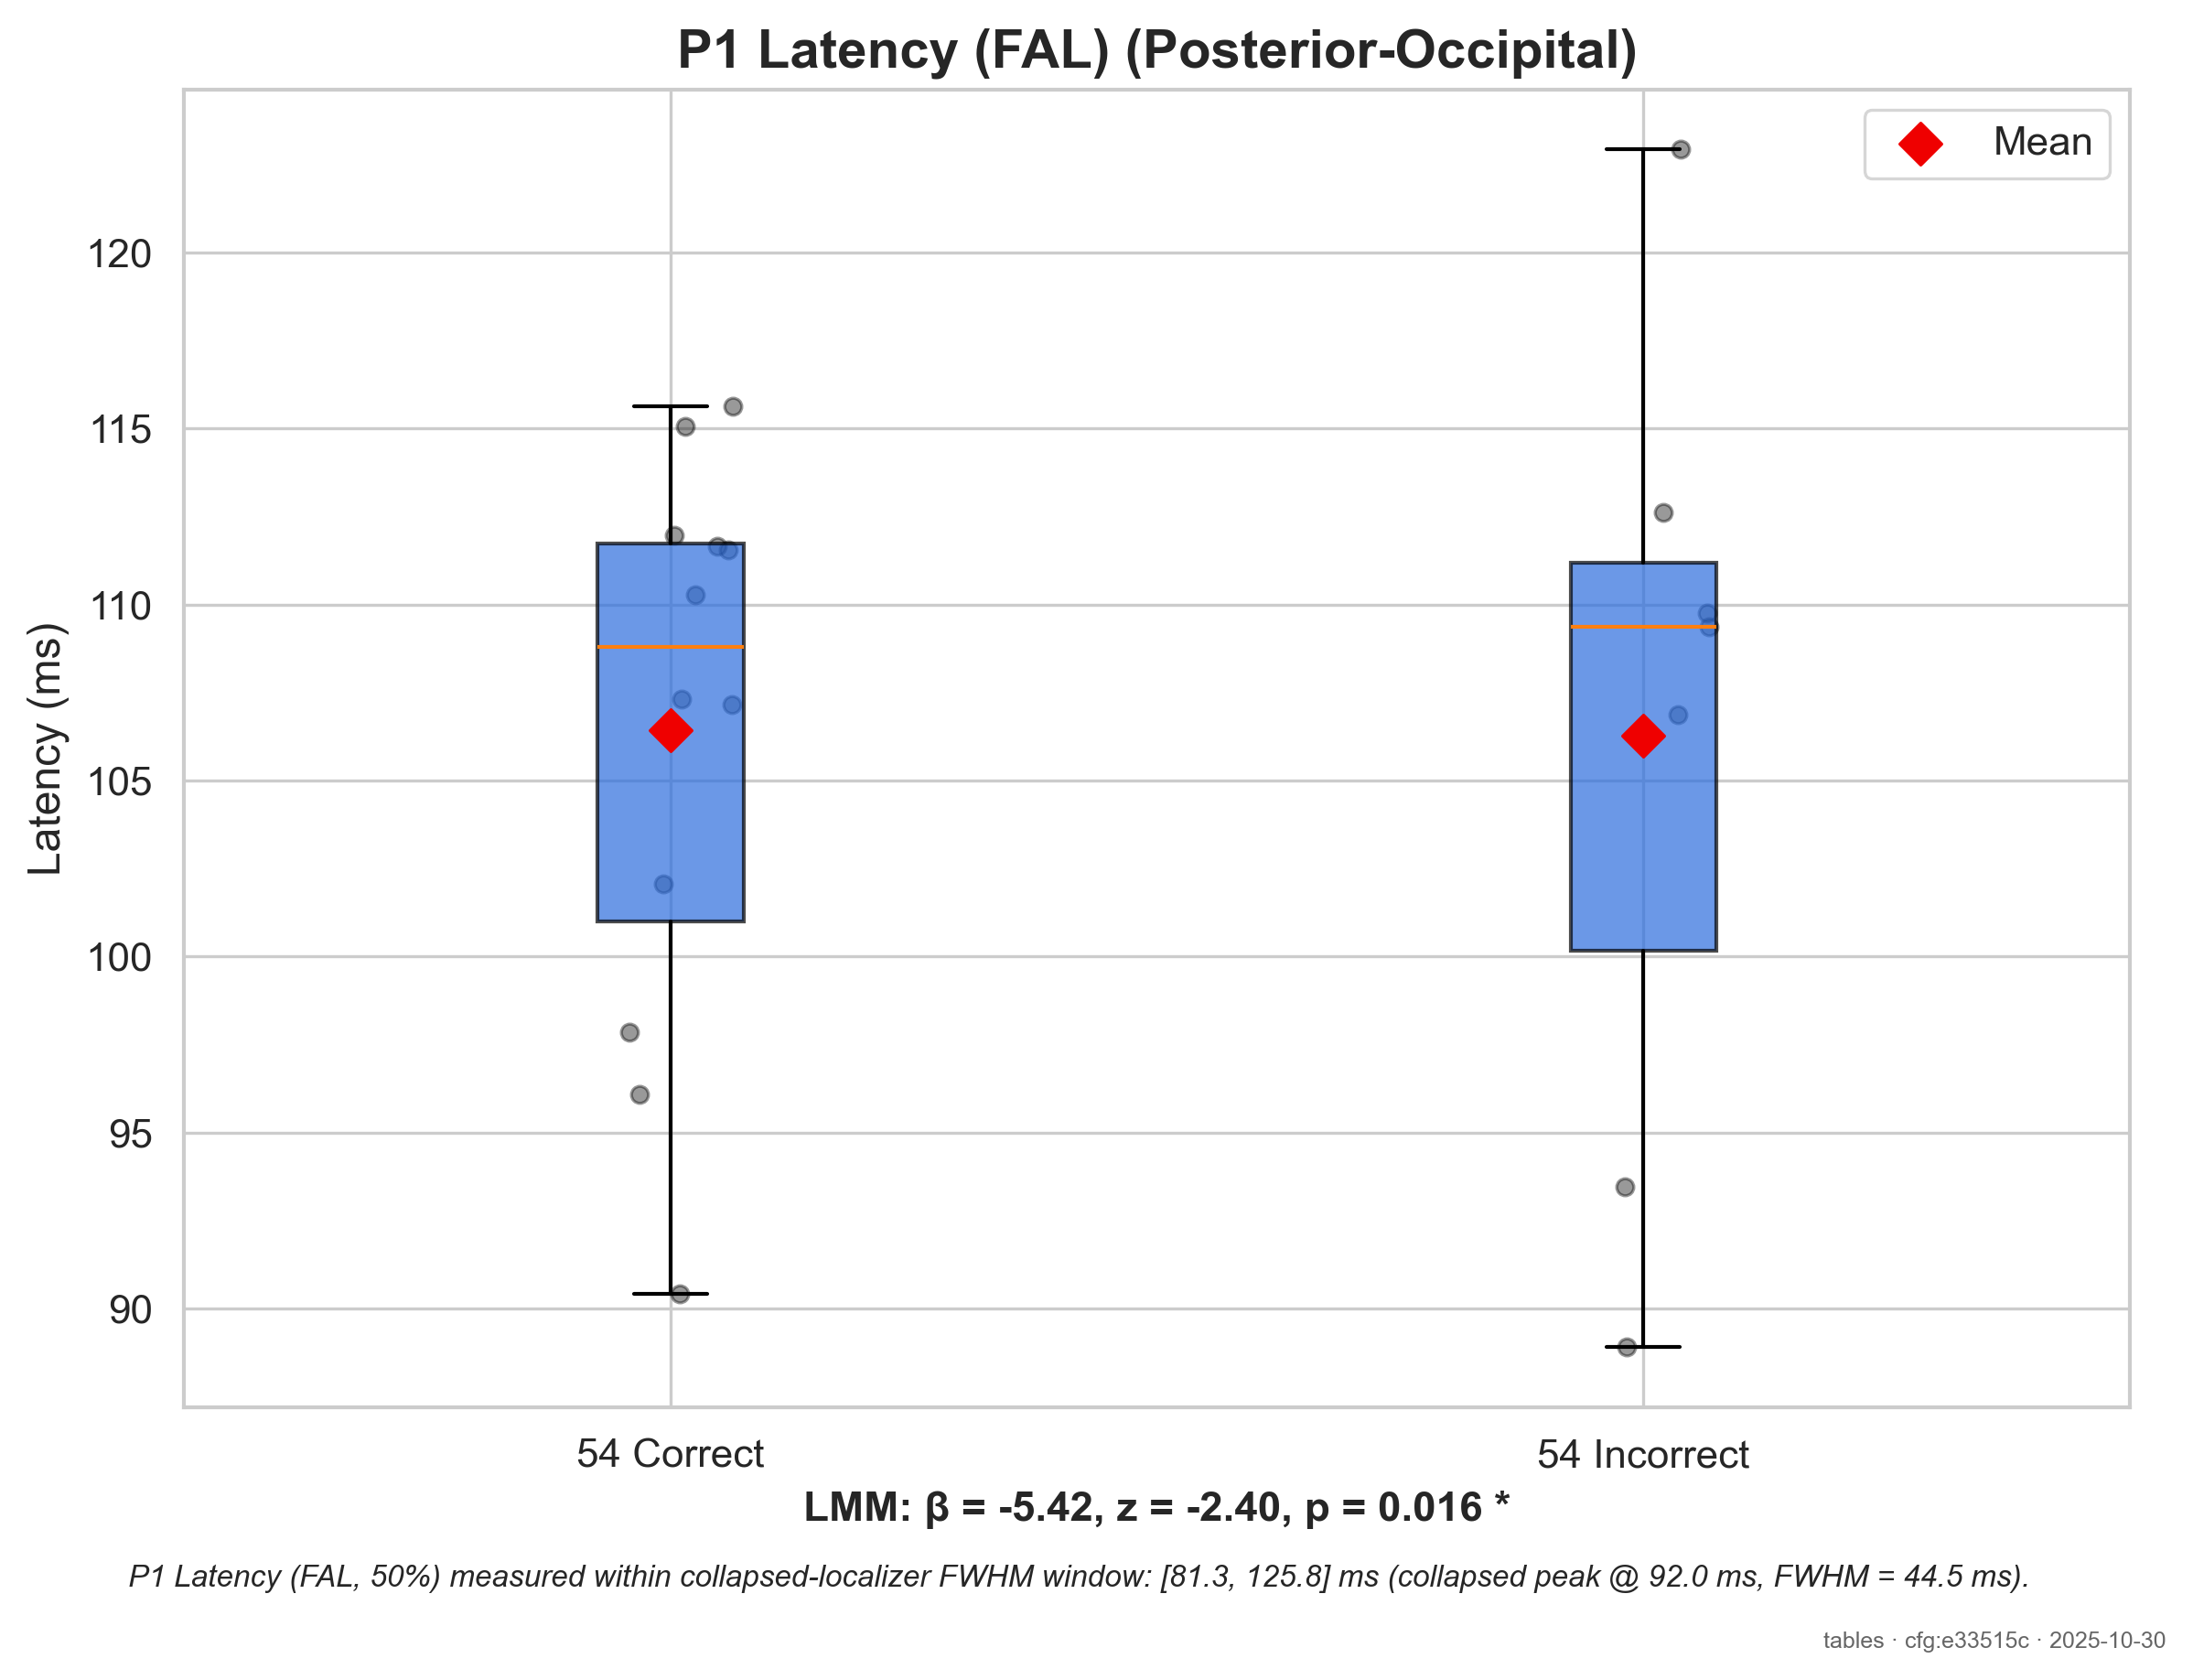 P1 Latency (FAL) (Posterior-Occipital)
Mean
120
115
110
105
100
95
90
Latency (ms)
54 Correct
54 Incorrect
LMM: β = -5.42, z = -2.40, p = 0.016 *
P1 Latency (FAL, 50%) measured within collapsed-localizer FWHM window: [81.3, 125.8] ms (collapsed peak @ 92.0 ms, FWHM = 44.5 ms).
tables · cfg:e33515c · 2025-10-30